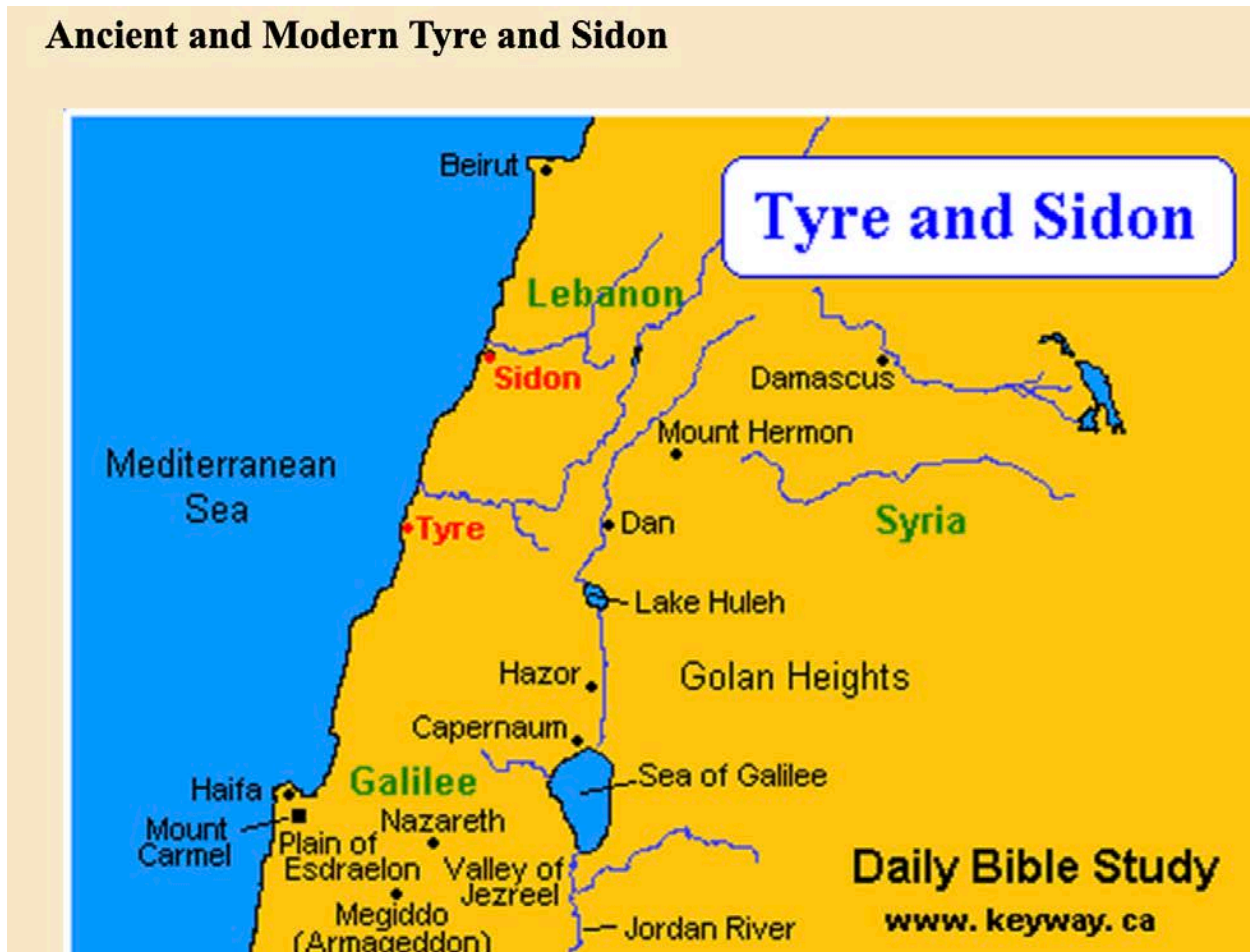 Ancient and Modern Tyre and Sidon
Beirut
Tyre and Sidon
Lebanon
Sidon
Damascus
Mount Hermon
Mediterranean
Sea
Tyre
Dan
Syria
Lake Huleh
Hazor
Golan Heights
Capernaum
Galilee
Sea of Galilee
Haifa
Mount
Carmel
Nazareth
Plain of
Esdraelon
Valley of
Jezreel
Megiddo
(Armageddon)
Jordan River
Daily Bible Study
www. keyway. ca